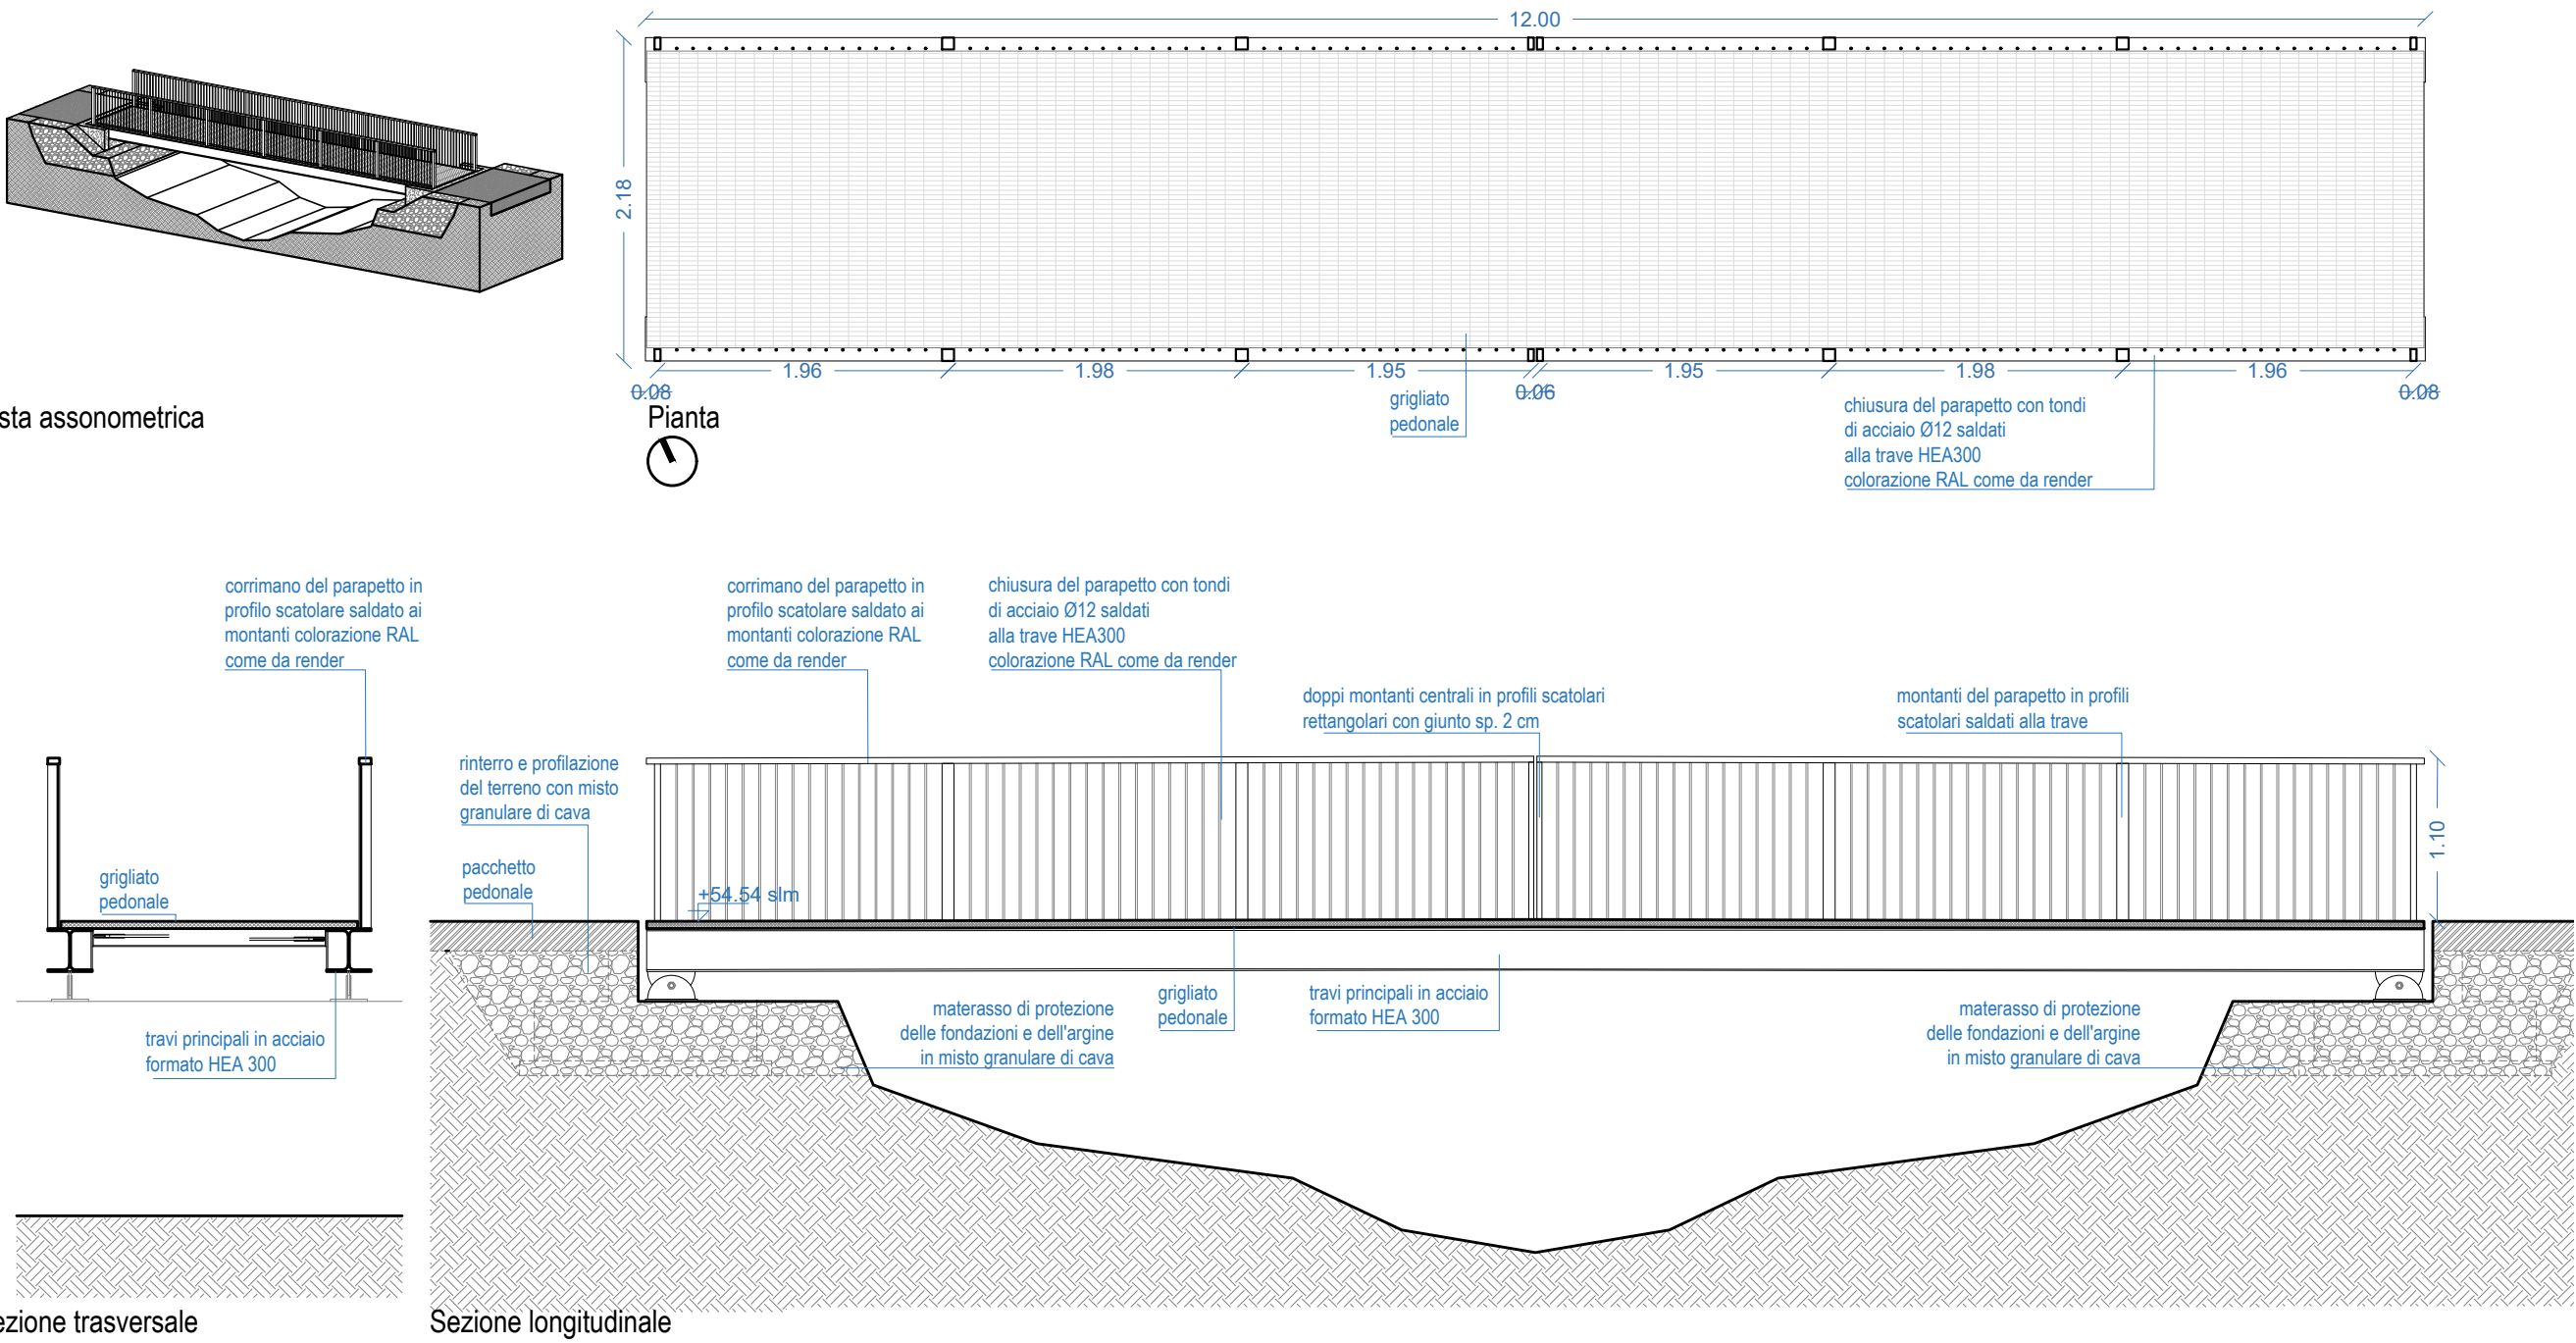 12.00
2.18
1.96
1.98
1.95
1.95
1.98
1.96
0.08
0.06
0.08
grigliato
pedonale
chiusura del parapetto con tondi
di acciaio Ø12 saldati
alla trave HEA300
colorazione RAL come da render
sta assonometrica
Pianta
corrimano del parapetto in
profilo scatolare saldato ai
montanti colorazione RAL
come da render
corrimano del parapetto in
profilo scatolare saldato ai
montanti colorazione RAL
come da render
chiusura del parapetto con tondi
di acciaio Ø12 saldati
alla trave HEA300
colorazione RAL come da render
doppi montanti centrali in profili scatolari
rettangolari con giunto sp. 2 cm
montanti del parapetto in profili
scatolari saldati alla trave
rinterro e profilazione
del terreno con misto
granulare di cava
pacchetto
pedonale
grigliato
pedonale
+54.54 slm
1.10
travi principali in acciaio
formato HEA 300
materasso di protezione
delle fondazioni e dell'argine
in misto granulare di cava
grigliato
pedonale
travi principali in acciaio
formato HEA 300
materasso di protezione
delle fondazioni e dell'argine
in misto granulare di cava
ezione trasversale
Sezione longitudinale